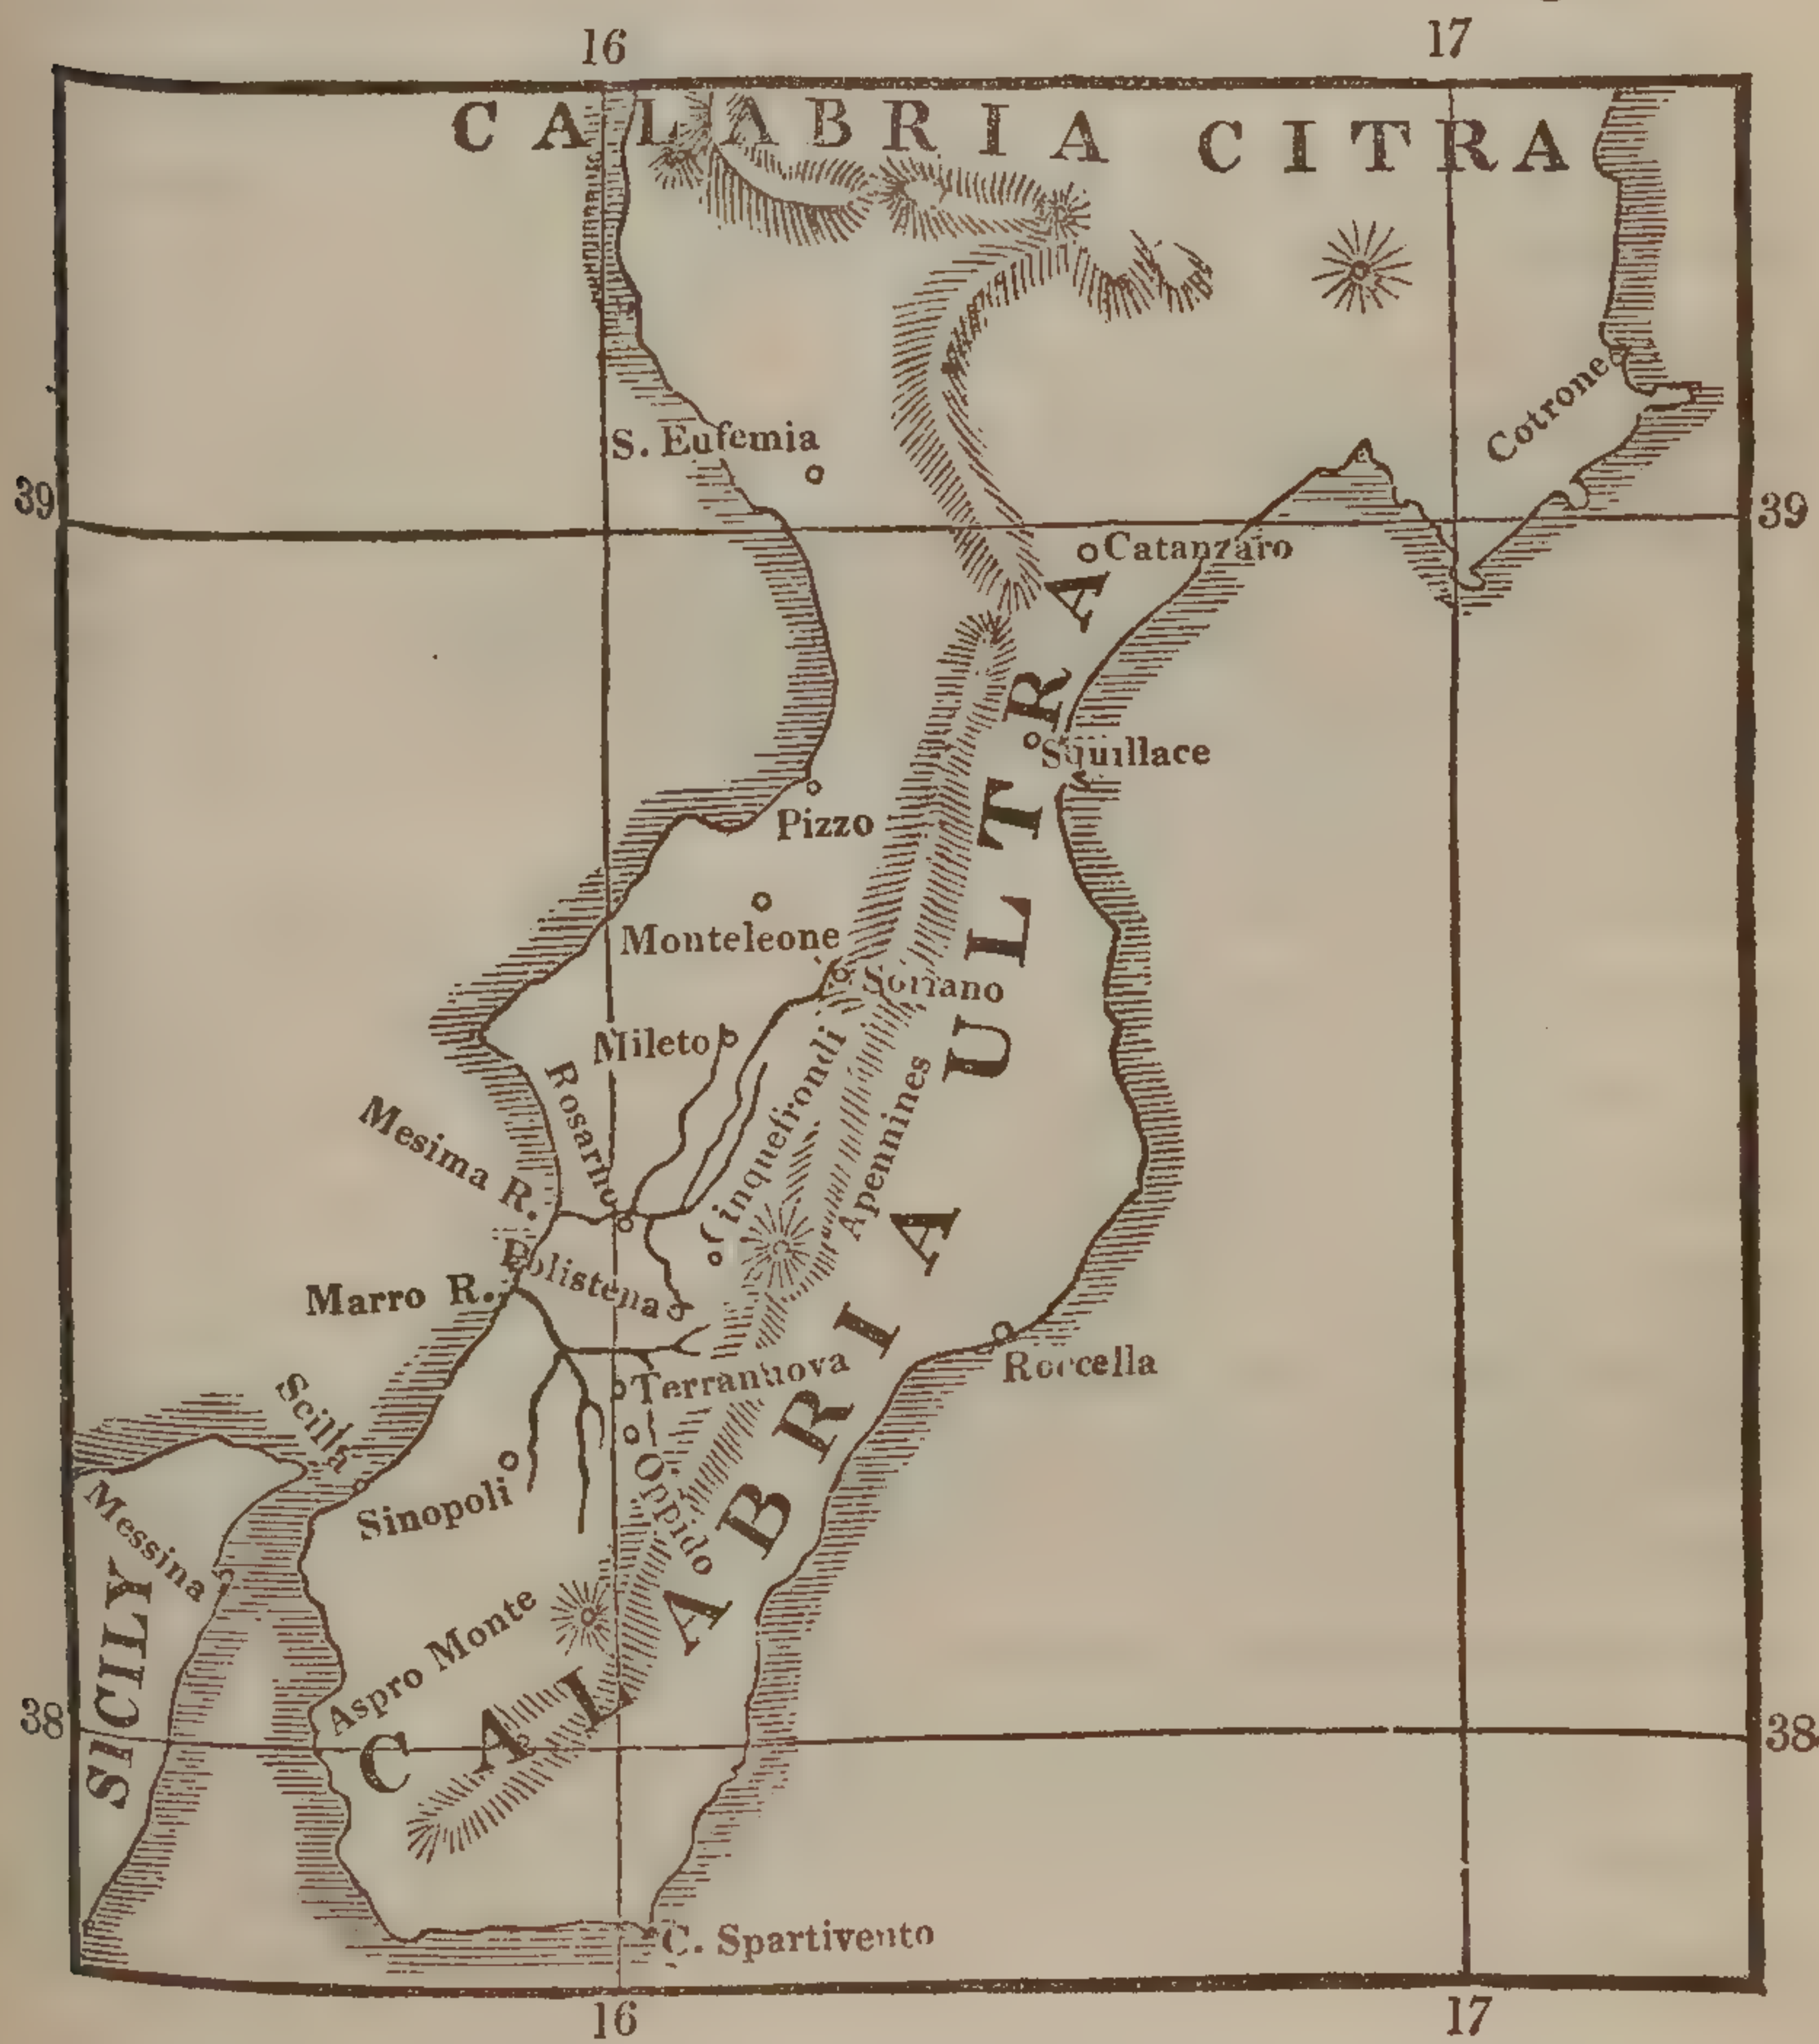 16 17
CALABRIA CITRA
Cotrone
S. Eufemia
39 39
Catanzaro
Squillace
Pizzo
Monteleone
Soriano
Mileto
Rosarno
Cinquefrondi
Apennines
Mesima R.
Polistena
Marro R.
Terranuova
Roccella
Scilla
Oppido
Sinopoli
Messina
SICILY
Aspro Monte
CALABRIA ULTRA
38 38
C. Spartivento
16 17